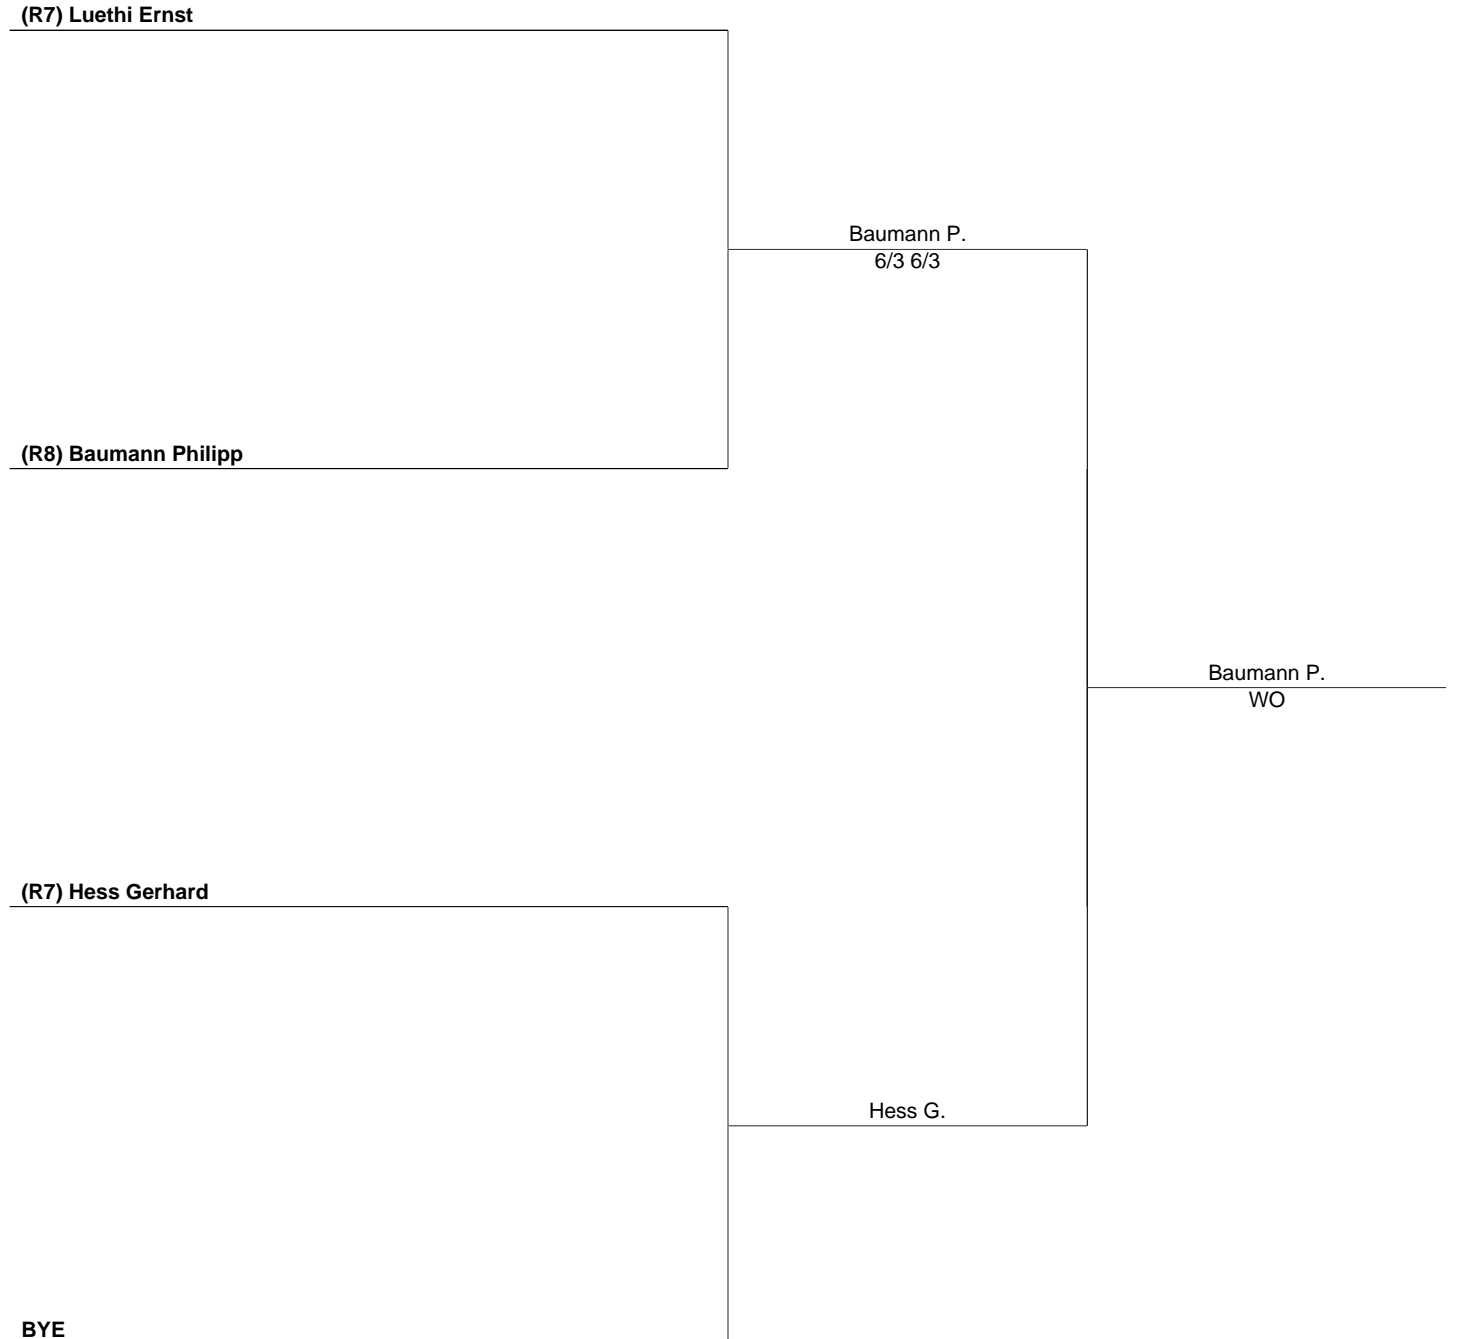 (R7) Luethi Ernst
Baumann P.
6/3 6/3
(R8) Baumann Philipp
Baumann P.
WO
(R7) Hess Gerhard
Hess G.
BYE